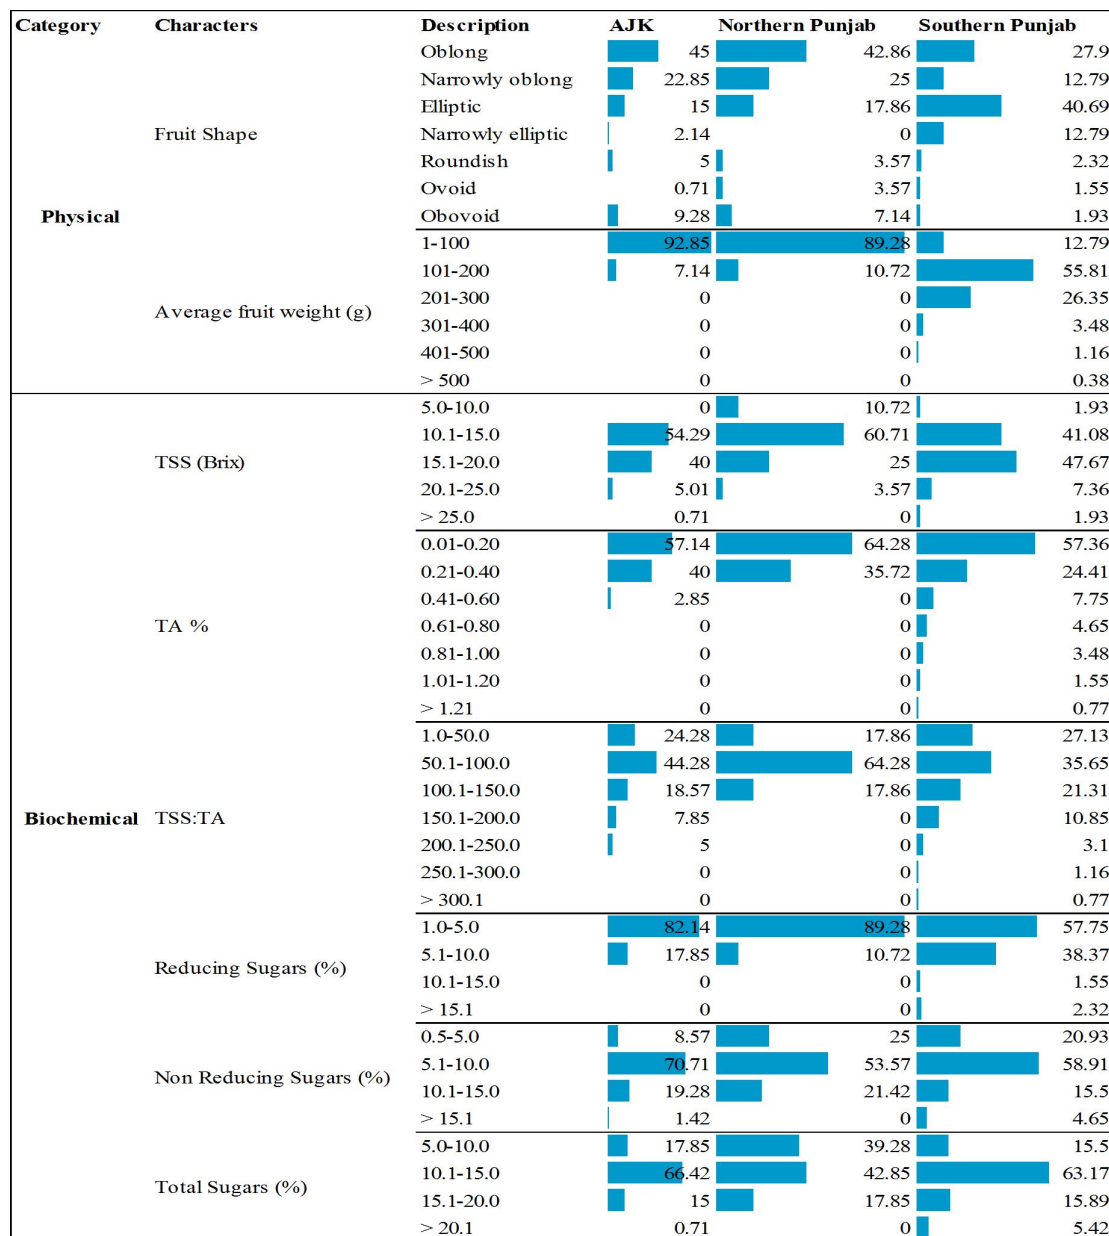 Category Characters Description AJK Northern Punjab Southern Punjab
Oblong 45 42.86 27.9
Narrowly oblong 22.85 25 12.79
Elliptic 15 17.86 40.69
Fruit Shape Narrowly elliptic 2.14 0 12.79
Roundish 5 3.57 2.32
Ovoid 0.71 3.57 1.55
Physical Obovoid 9.28 7.14 1.93
1-100 92.85 89.28 12.79
101-200 7.14 10.72 55.81
201-300 0 0 26.35
Average fruit weight (g)
301-400 0 0 3.48
401-500 0 0 1.16
> 500 0 0 0.38
5.0-10.0 0 10.72 1.93
10.1-15.0 54.29 60.71 41.08
TSS (Brix) 15.1-20.0 40 25 47.67
20.1-25.0 5.01 3.57 7.36
> 25.0 0.71 0 1.93
0.01-0.20 57.14 64.28 57.36
0.21-0.40 40 35.72 24.41
0.41-0.60 2.85 0 7.75
TA % 0.61-0.80 0 0 4.65
0.81-1.00 0 0 3.48
1.01-1.20 0 0 1.55
> 1.21 0 0 0.77
1.0-50.0 24.28 17.86 27.13
50.1-100.0 44.28 64.28 35.65
100.1-150.0 18.57 17.86 21.31
Biochemical TSS:TA 150.1-200.0 7.85 0 10.85
200.1-250.0 5 0 3.1
250.1-300.0 0 0 1.16
> 300.1 0 0 0.77
1.0-5.0 82.14 89.28 57.75
5.1-10.0 17.85 10.72 38.37
Reducing Sugars (%)
10.1-15.0 0 0 1.55
> 15.1 0 0 2.32
0.5-5.0 8.57 25 20.93
5.1-10.0 70.71 53.57 58.91
Non Reducing Sugars (%)
10.1-15.0 19.28 21.42 15.5
> 15.1 1.42 0 4.65
5.0-10.0 17.85 39.28 15.5
10.1-15.0 66.42 42.85 63.17
Total Sugars (%)
15.1-20.0 15 17.85 15.89
> 20.1 0.71 0 5.42